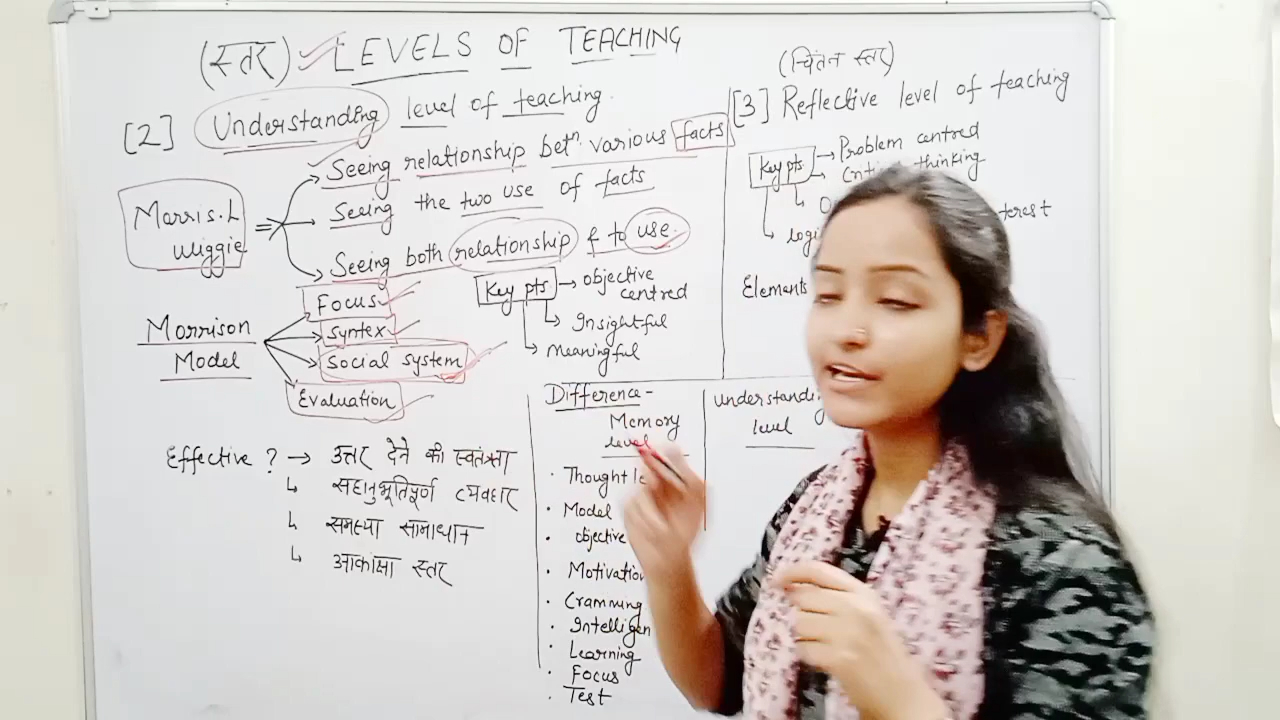 (स्तर) LEVELS OF TEACHING
[2] Understanding level of teaching.
Seeing relationship betn various facts
Morris. L
wiggie
Seeing the two use of facts
Seeing both relationship & to use.
Morrison
Model
Focus
Syntex
Social system
Evaluation
Key pts
objective
centred
Insightful
Meaningful
Effective ? → उत्तर देने की स्वतंत्रता
सहानुभूतिपूर्ण व्यवहार
समस्या सामाधान
आकांक्षा स्तर
(चिंतन स्तर)
[3] Reflective level of teaching
Key pts.
Problem centred
thinking
Elements
Difference -
Memory
level
understanding
level
Thought
Model
objective
Motivation
Cramming
Learning
Focus
Test